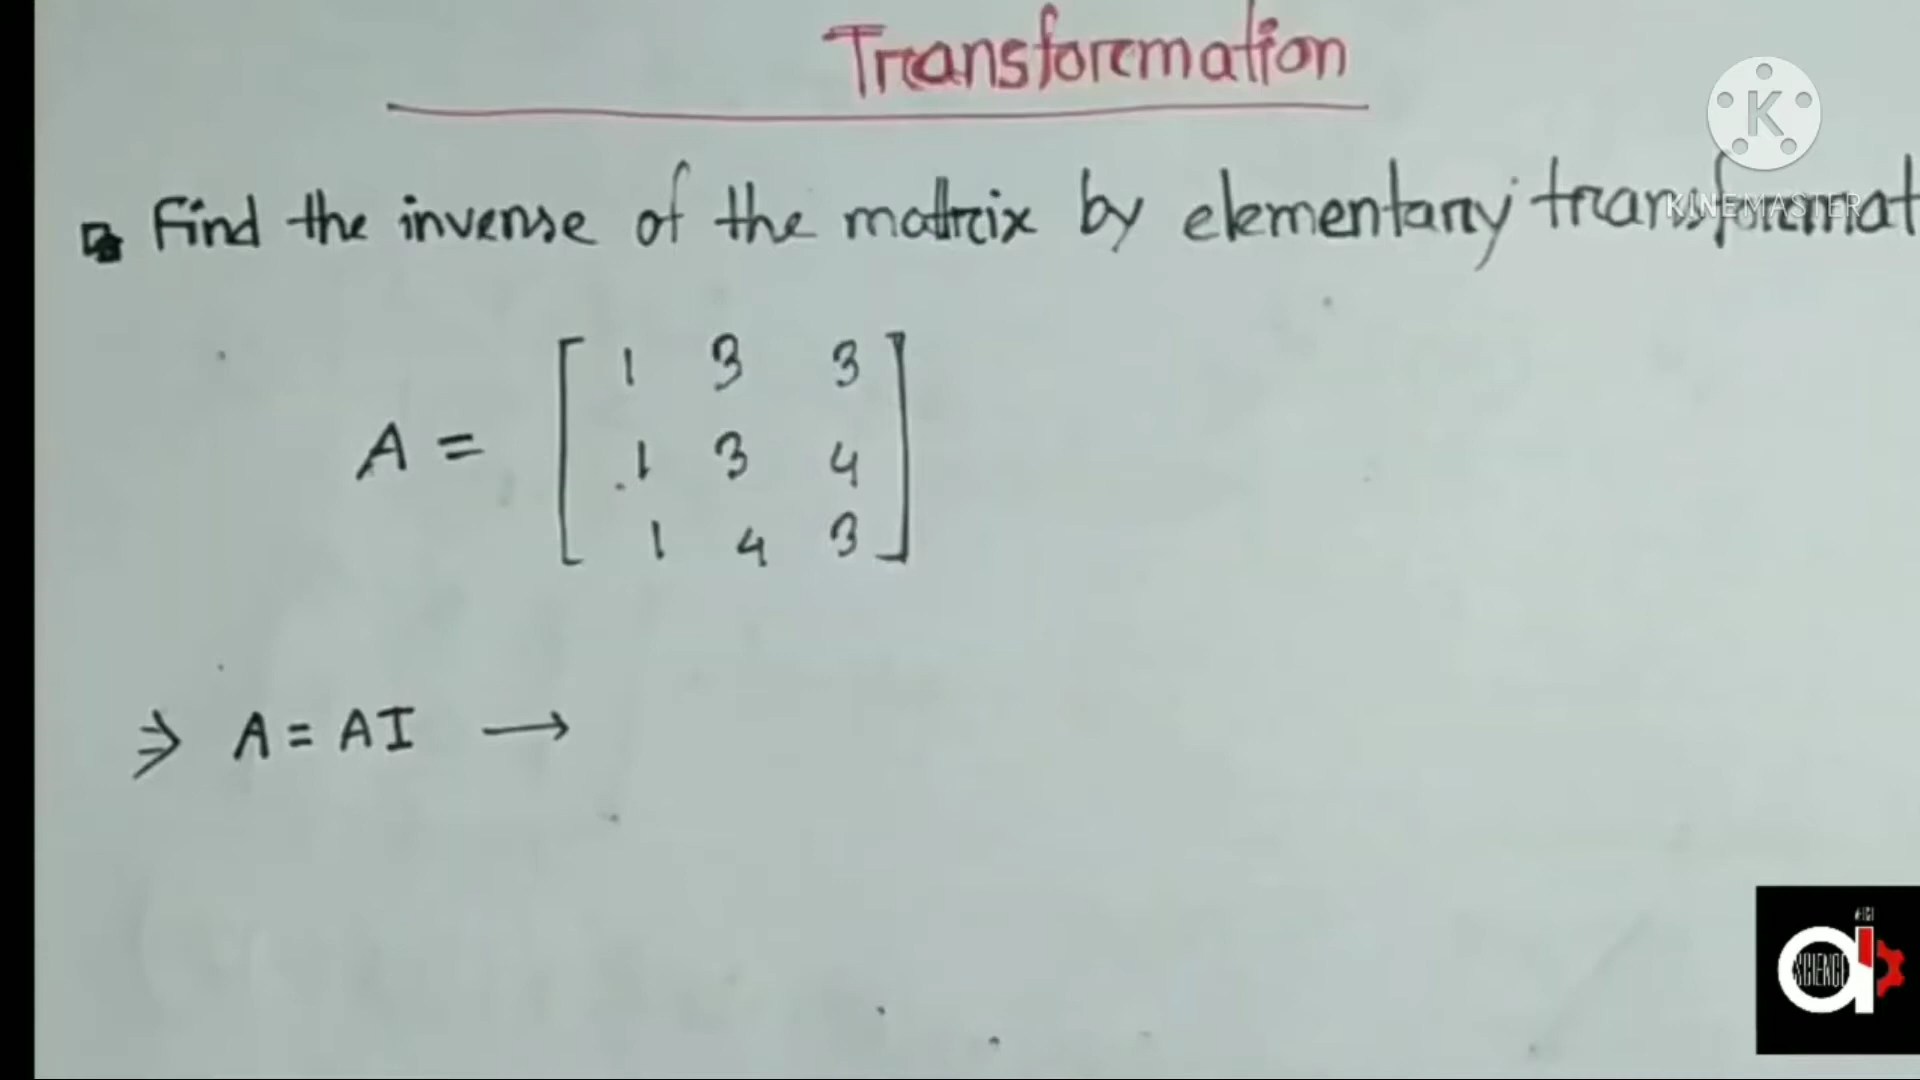 Transformation
K
KINEMASTER
Find the inverse of the matrix by elementary transformat
A = [ 1 3 3
1 3 4
1 4 3 ]
⇒ A = AI →
SCIENCE